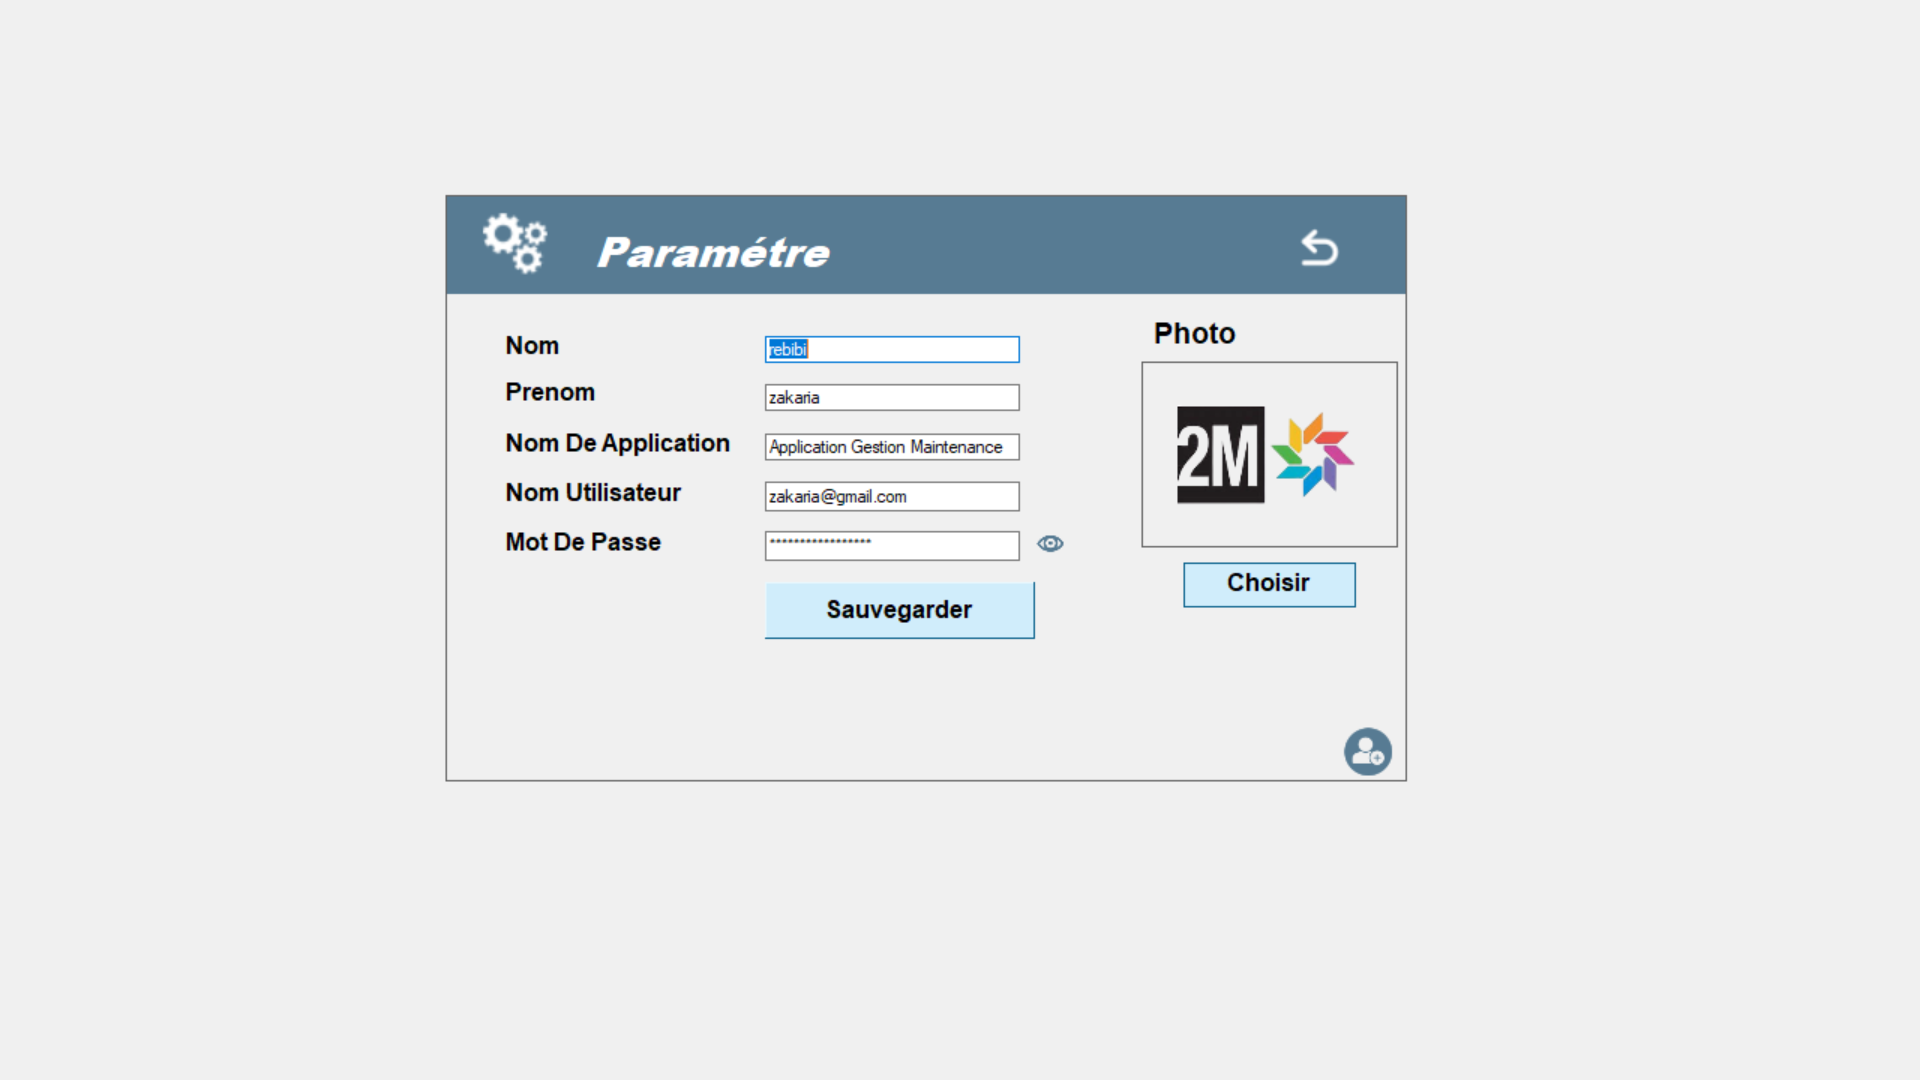 Paramétre
Nom
rebibi
Prenom
zakaria
Nom De Application
Application Gestion Maintenance
Nom Utilisateur
zakaria@gmail.com
Mot De Passe
*****************
Sauvegarder
Photo
2M
Choisir